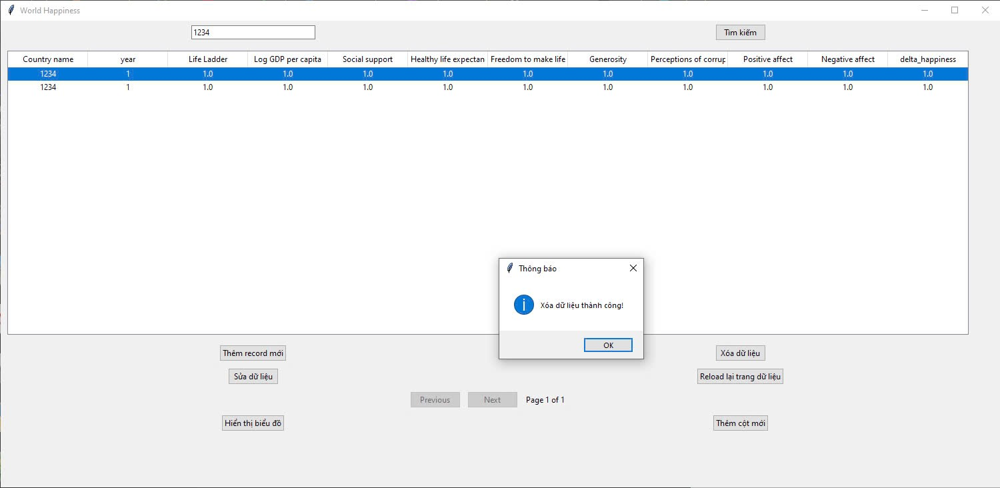 World Happiness
1234
Tìm kiếm
Country name year Life Ladder Log GDP per capita Social support Healthy life expectan Freedom to make life Generosity Perceptions of corrup Positive affect Negative affect delta_happiness
1234 1 1.0 1.0 1.0 1.0 1.0 1.0 1.0 1.0 1.0 1.0
1234 1 1.0 1.0 1.0 1.0 1.0 1.0 1.0 1.0 1.0 1.0
Thông báo
Xóa dữ liệu thành công!
OK
Thêm record mới
Xóa dữ liệu
Sửa dữ liệu
Reload lại trang dữ liệu
Previous Next Page 1 of 1
Hiển thị biểu đồ
Thêm cột mới